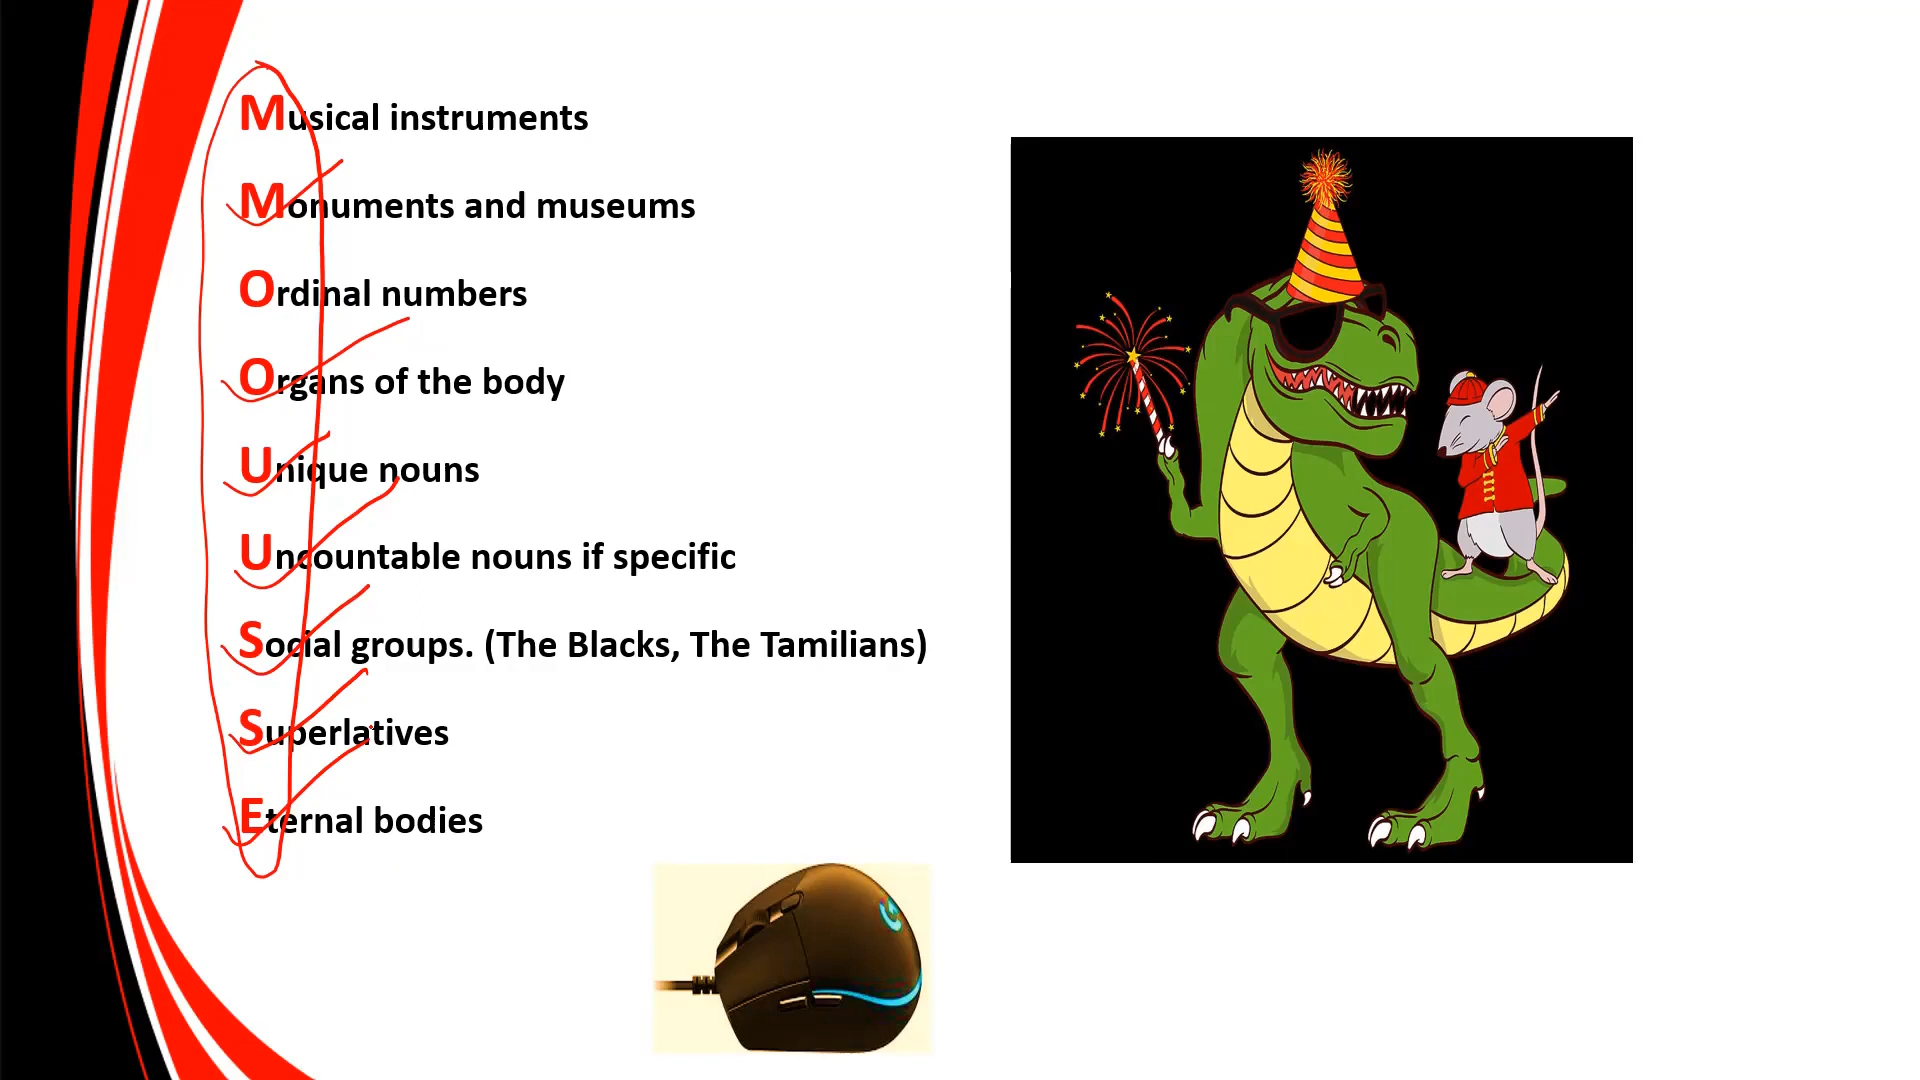 Musical instruments
Monuments and museums
Ordinal numbers
Organs of the body
Unique nouns
Uncountable nouns if specific
Social groups. (The Blacks, The Tamilians)
Superlatives
Eternal bodies